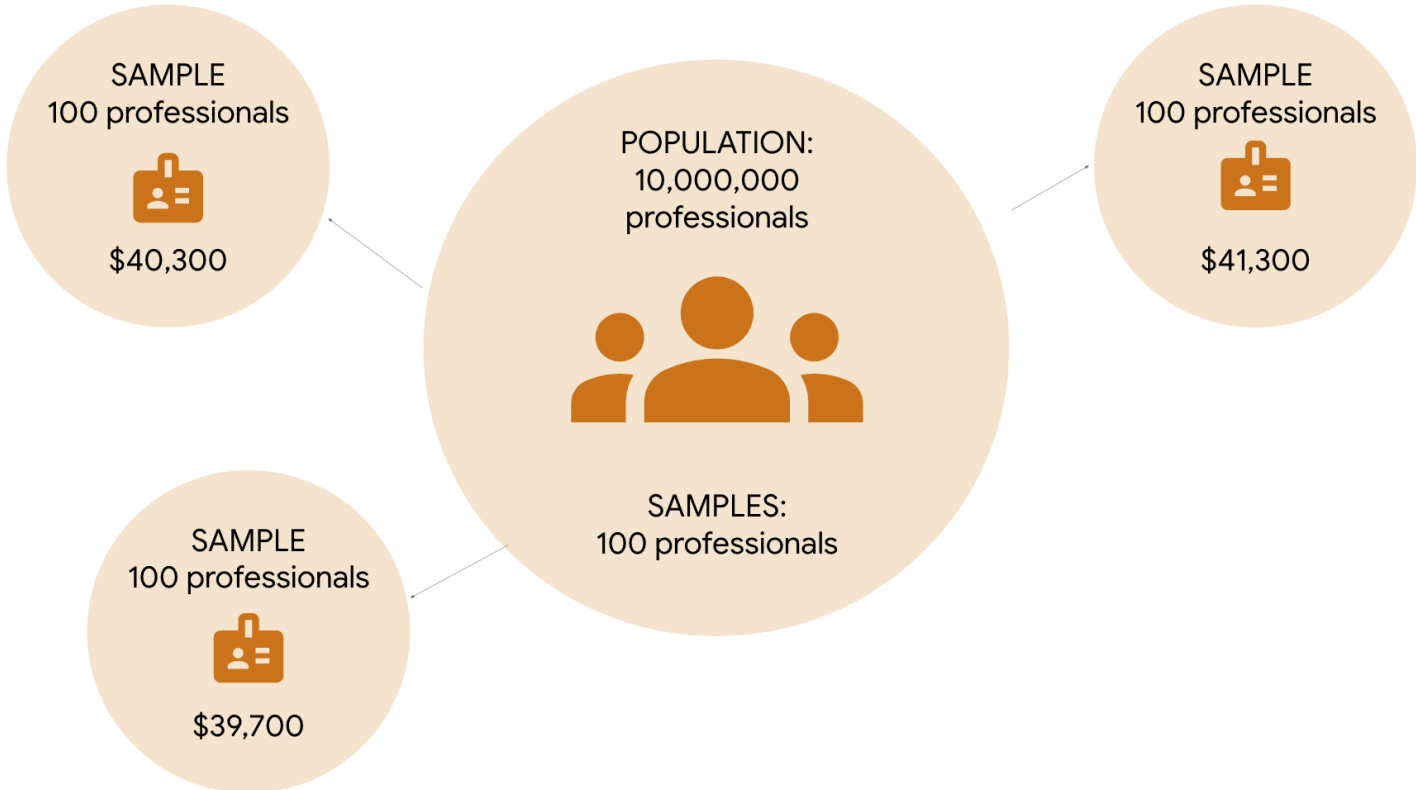 SAMPLE
100 professionals
$40,300
POPULATION:
10,000,000
professionals
SAMPLES:
100 professionals
SAMPLE
100 professionals
$41,300
SAMPLE
100 professionals
$39,700